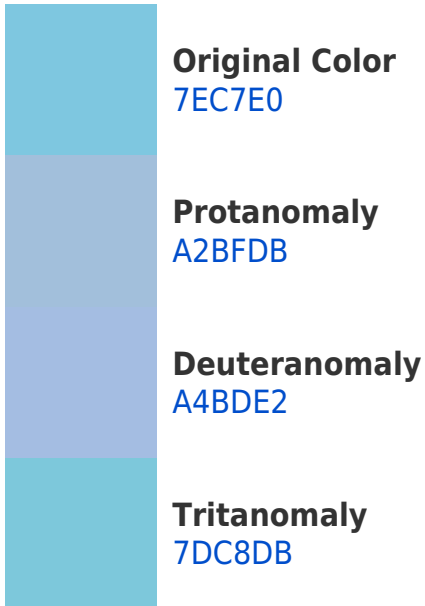 Original Color
7EC7E0
Protanomaly
A2BFDB
Deuteranomaly
A4BDE2
Tritanomaly
7DC8DB